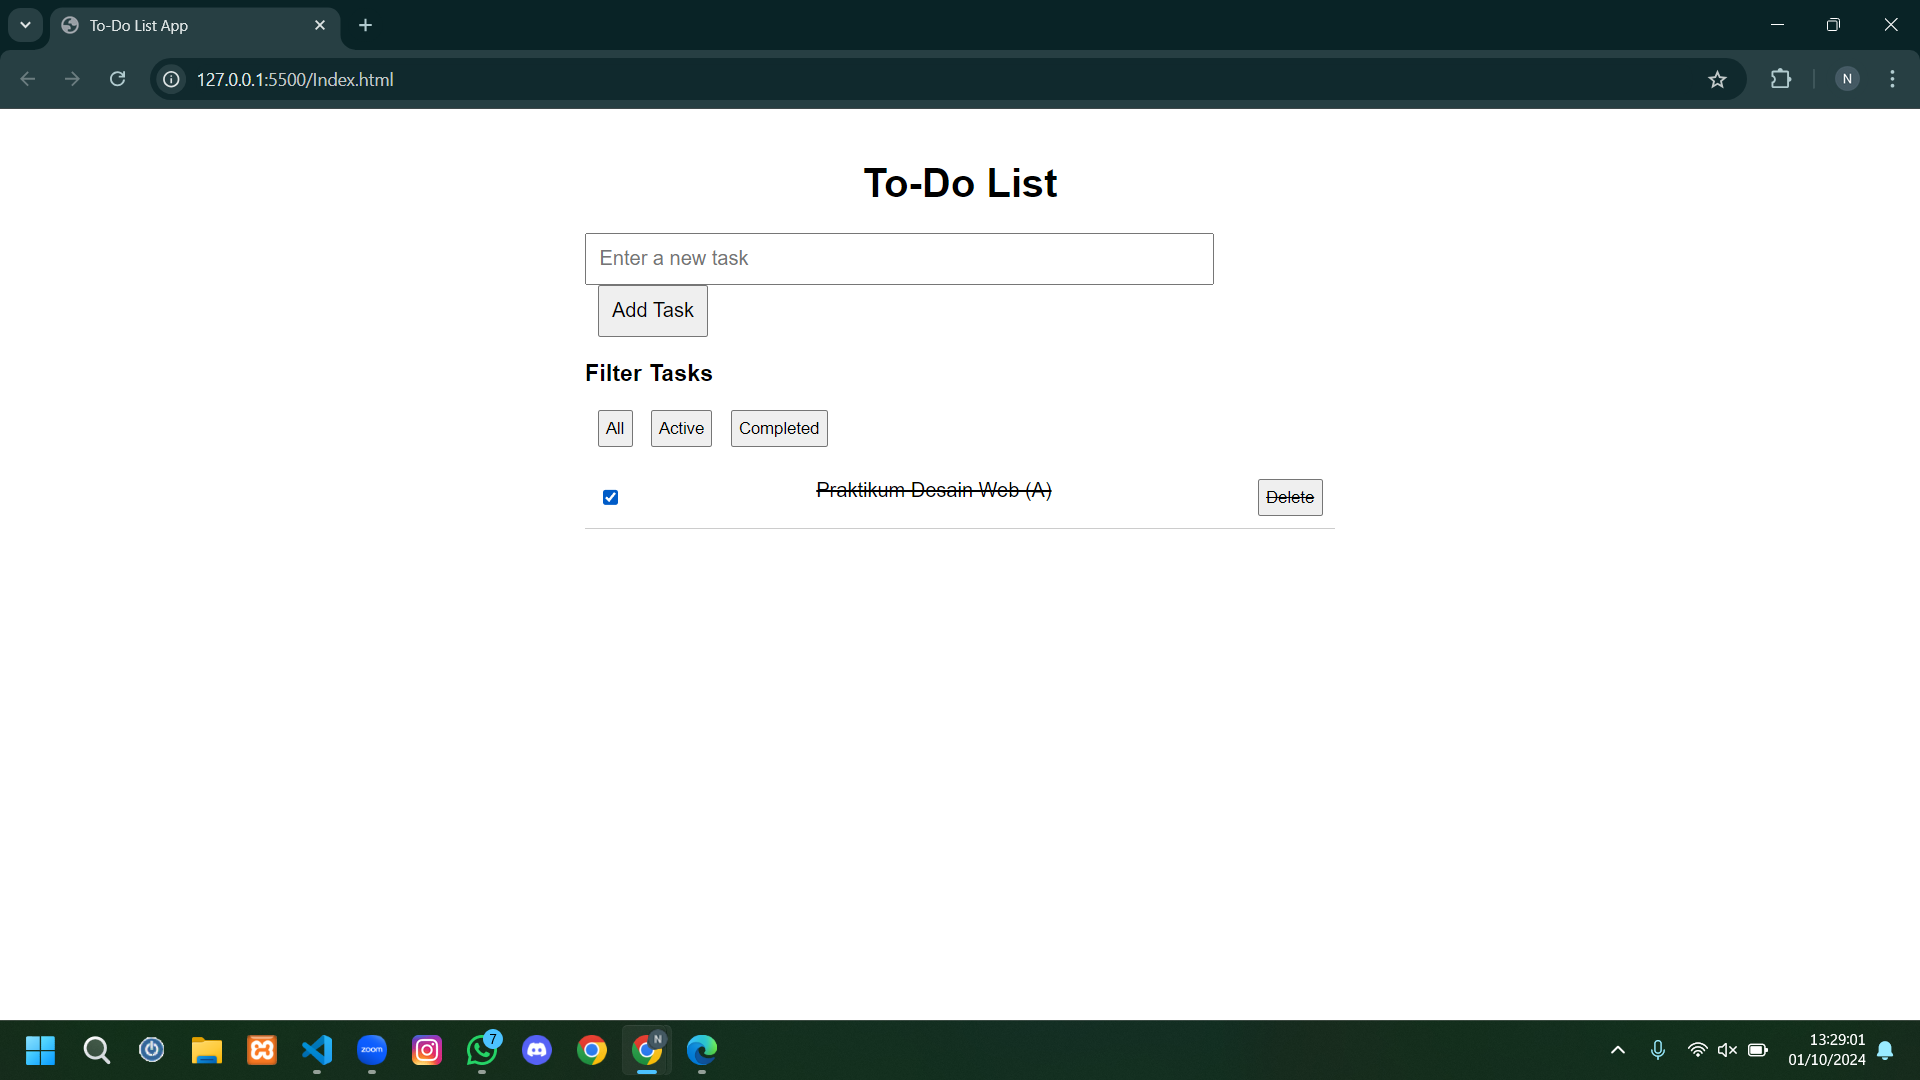 To-Do List App
127.0.0.1:5500/Index.html
N
To-Do List
Enter a new task
Add Task
Filter Tasks
All
Active
Completed
Praktikum Desain Web (A)
Delete
zoom
7
N
13:29:01
01/10/2024